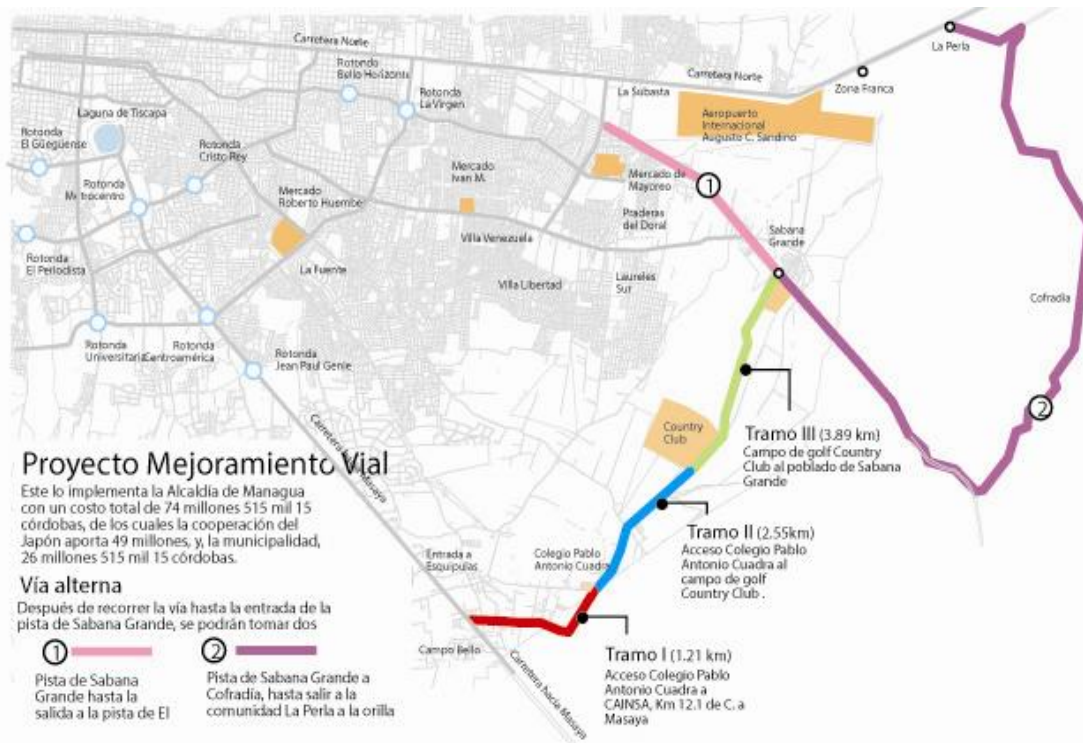 Carretera Norte
La Perla
Rotonda
Bello Horizonte
Carretera Norte
Zona Franca
Rotonda
La Virgen
La Subasta
Laguna de Tiscapa
Aeropuerto
Internacional
Augusto C. Sandino
Rotonda
El Güegüense
Rotonda
Cristo Rey
Mercado
Ivan M.
Mercado de
Mayoreo
1
Rotonda
Metrocentro
Mercado
Roberto Huembe
Praderas
del Doral
Sabana
Grande
Villa Venezuela
Rotonda
El Periodista
La Fuente
Villa Libertad
Laureles
Sur
Cofradía
Rotonda
Universitaria
Rotonda
Centroamérica
Rotonda
Jean Paul Genie
2
Carretera hacia Masaya
Country
Club
Tramo III (3.89 km)
Campo de golf Country
Club al poblado de Sabana
Grande
Proyecto Mejoramiento Vial
Este lo implementa la Alcaldía de Managua
con un costo total de 74 millones 515 mil 15
córdobas, de los cuales la cooperación del
Japón aporta 49 millones, y, la municipalidad,
26 millones 515 mil 15 córdobas.
Tramo II (2.55km)
Acceso Colegio Pablo
Antonio Cuadra al
campo de golf
Country Club .
Entrada a
Esquipulas
Colegio Pablo
Antonio Cuadra
Vía alterna
Después de recorrer la vía hasta la entrada de la
pista de Sabana Grande, se podrán tomar dos
1
Pista de Sabana
Grande hasta la
salida a la pista de El
2
Pista de Sabana Grande a
Cofradía, hasta salir a la
comunidad La Perla a la orilla
Campo Bello
Carretera hacia Masaya
Tramo I (1.21 km)
Acceso Colegio Pablo
Antonio Cuadra a
CAINSA, Km 12.1 de C. a
Masaya